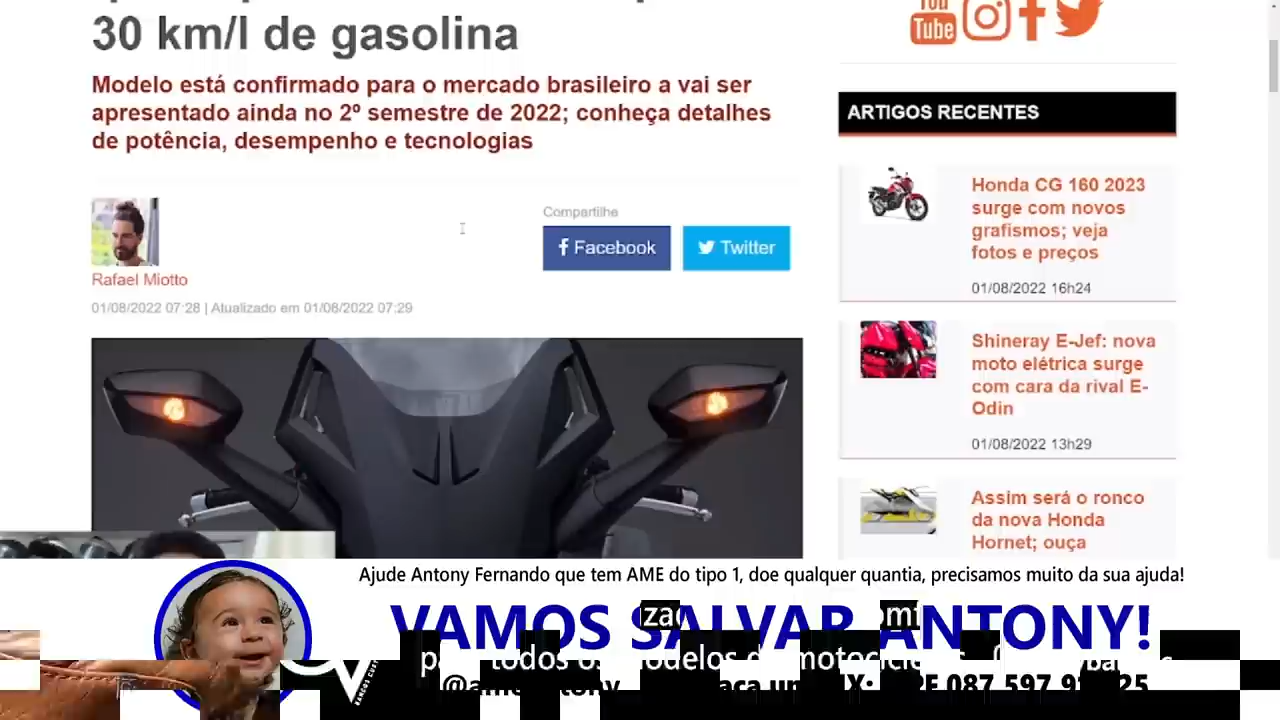 30 km/l de gasolina
Modelo está confirmado para o mercado brasileiro a vai ser
apresentado ainda no 2º semestre de 2022; conheça detalhes
de potência, desempenho e tecnologias
Rafael Miotto
01/08/2022 07:28 | Atualizado em 01/08/2022 07:29
Compartilhe
Facebook
Twitter
You
Tube
ARTIGOS RECENTES
Honda CG 160 2023
surge com novos
grafismos; veja
fotos e preços
01/08/2022 16h24
Shineray E-Jef: nova
moto elétrica surge
com cara da rival E-
Odin
01/08/2022 13h29
Assim será o ronco
da nova Honda
Hornet; ouça
Ajude Antony Fernando que tem AME do tipo 1, doe qualquer quantia, precisamos muito da sua ajuda!
VAMOS SALVAR ANTONY!
todos os modelos